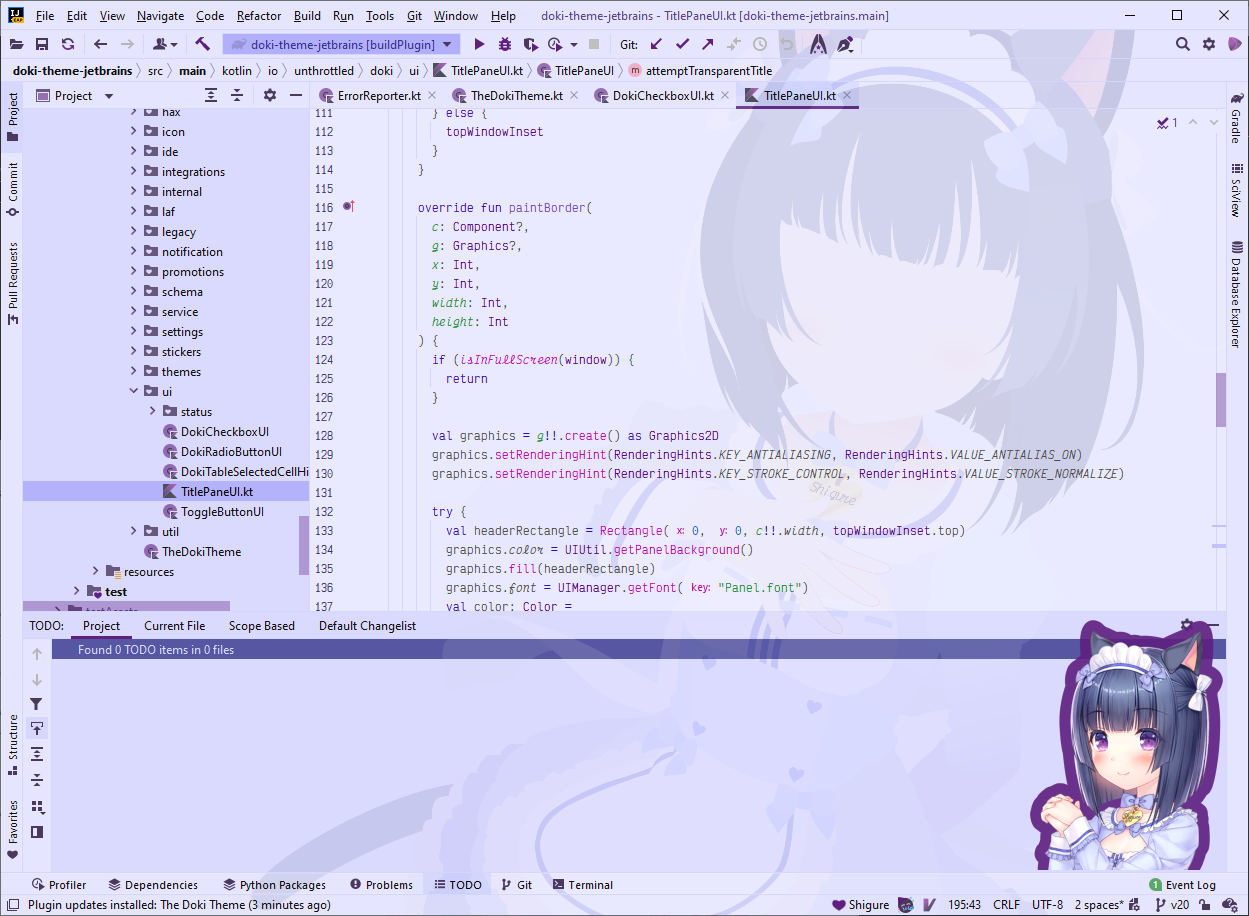 File Edit View Navigate Code Refactor Build Run Tools Git Window Help doki-theme-jetbrains - TitlePaneUI.kt [doki-theme-jetbrains.main]
doki-theme-jetbrains [buildPlugin] Git:
doki-theme-jetbrains src main kotlin io unthrottled doki ui TitlePaneUI.kt TitlePaneUI m attemptTransparentTitle
Project
ErrorReporter.kt TheDokiTheme.kt DokiCheckboxUI.kt TitlePaneUI.kt
Project
Commit
Pull Requests
Structure
Favorites
hax
icon
ide
integrations
internal
laf
legacy
notification
promotions
schema
service
settings
stickers
themes
ui
status
DokiCheckboxUI
DokiRadioButtonUI
DokiTableSelectedCellHi
TitlePaneUI.kt
ToggleButtonUI
util
TheDokiTheme
resources
test
testAssets
111 } else {
112 topWindowInset
113 }
114 }
115
116 override fun paintBorder(
117 c: Component?,
118 g: Graphics?,
119 x: Int,
120 y: Int,
121 width: Int,
122 height: Int
123 ) {
124 if (isInFullScreen(window)) {
125 return
126 }
127
128 val graphics = g!!.create() as Graphics2D
129 graphics.setRenderingHint(RenderingHints.KEY_ANTIALIASING, RenderingHints.VALUE_ANTIALIAS_ON)
130 graphics.setRenderingHint(RenderingHints.KEY_STROKE_CONTROL, RenderingHints.VALUE_STROKE_NORMALIZE)
131
132 try {
133 val headerRectangle = Rectangle( x: 0, y: 0, c!!.width, topWindowInset.top)
134 graphics.color = UIUtil.getPanelBackground()
135 graphics.fill(headerRectangle)
136 graphics.font = UIManager.getFont( key: "Panel.font")
137 val color: Color =
1
Shigure
Gradle
SciView
Database Explorer
TODO: Project Current File Scope Based Default Changelist
Found 0 TODO items in 0 files
Shigure
Profiler Dependencies Python Packages Problems TODO Git Terminal 1 Event Log
Plugin updates installed: The Doki Theme (3 minutes ago) Shigure 195:43 CRLF UTF-8 2 spaces* v20